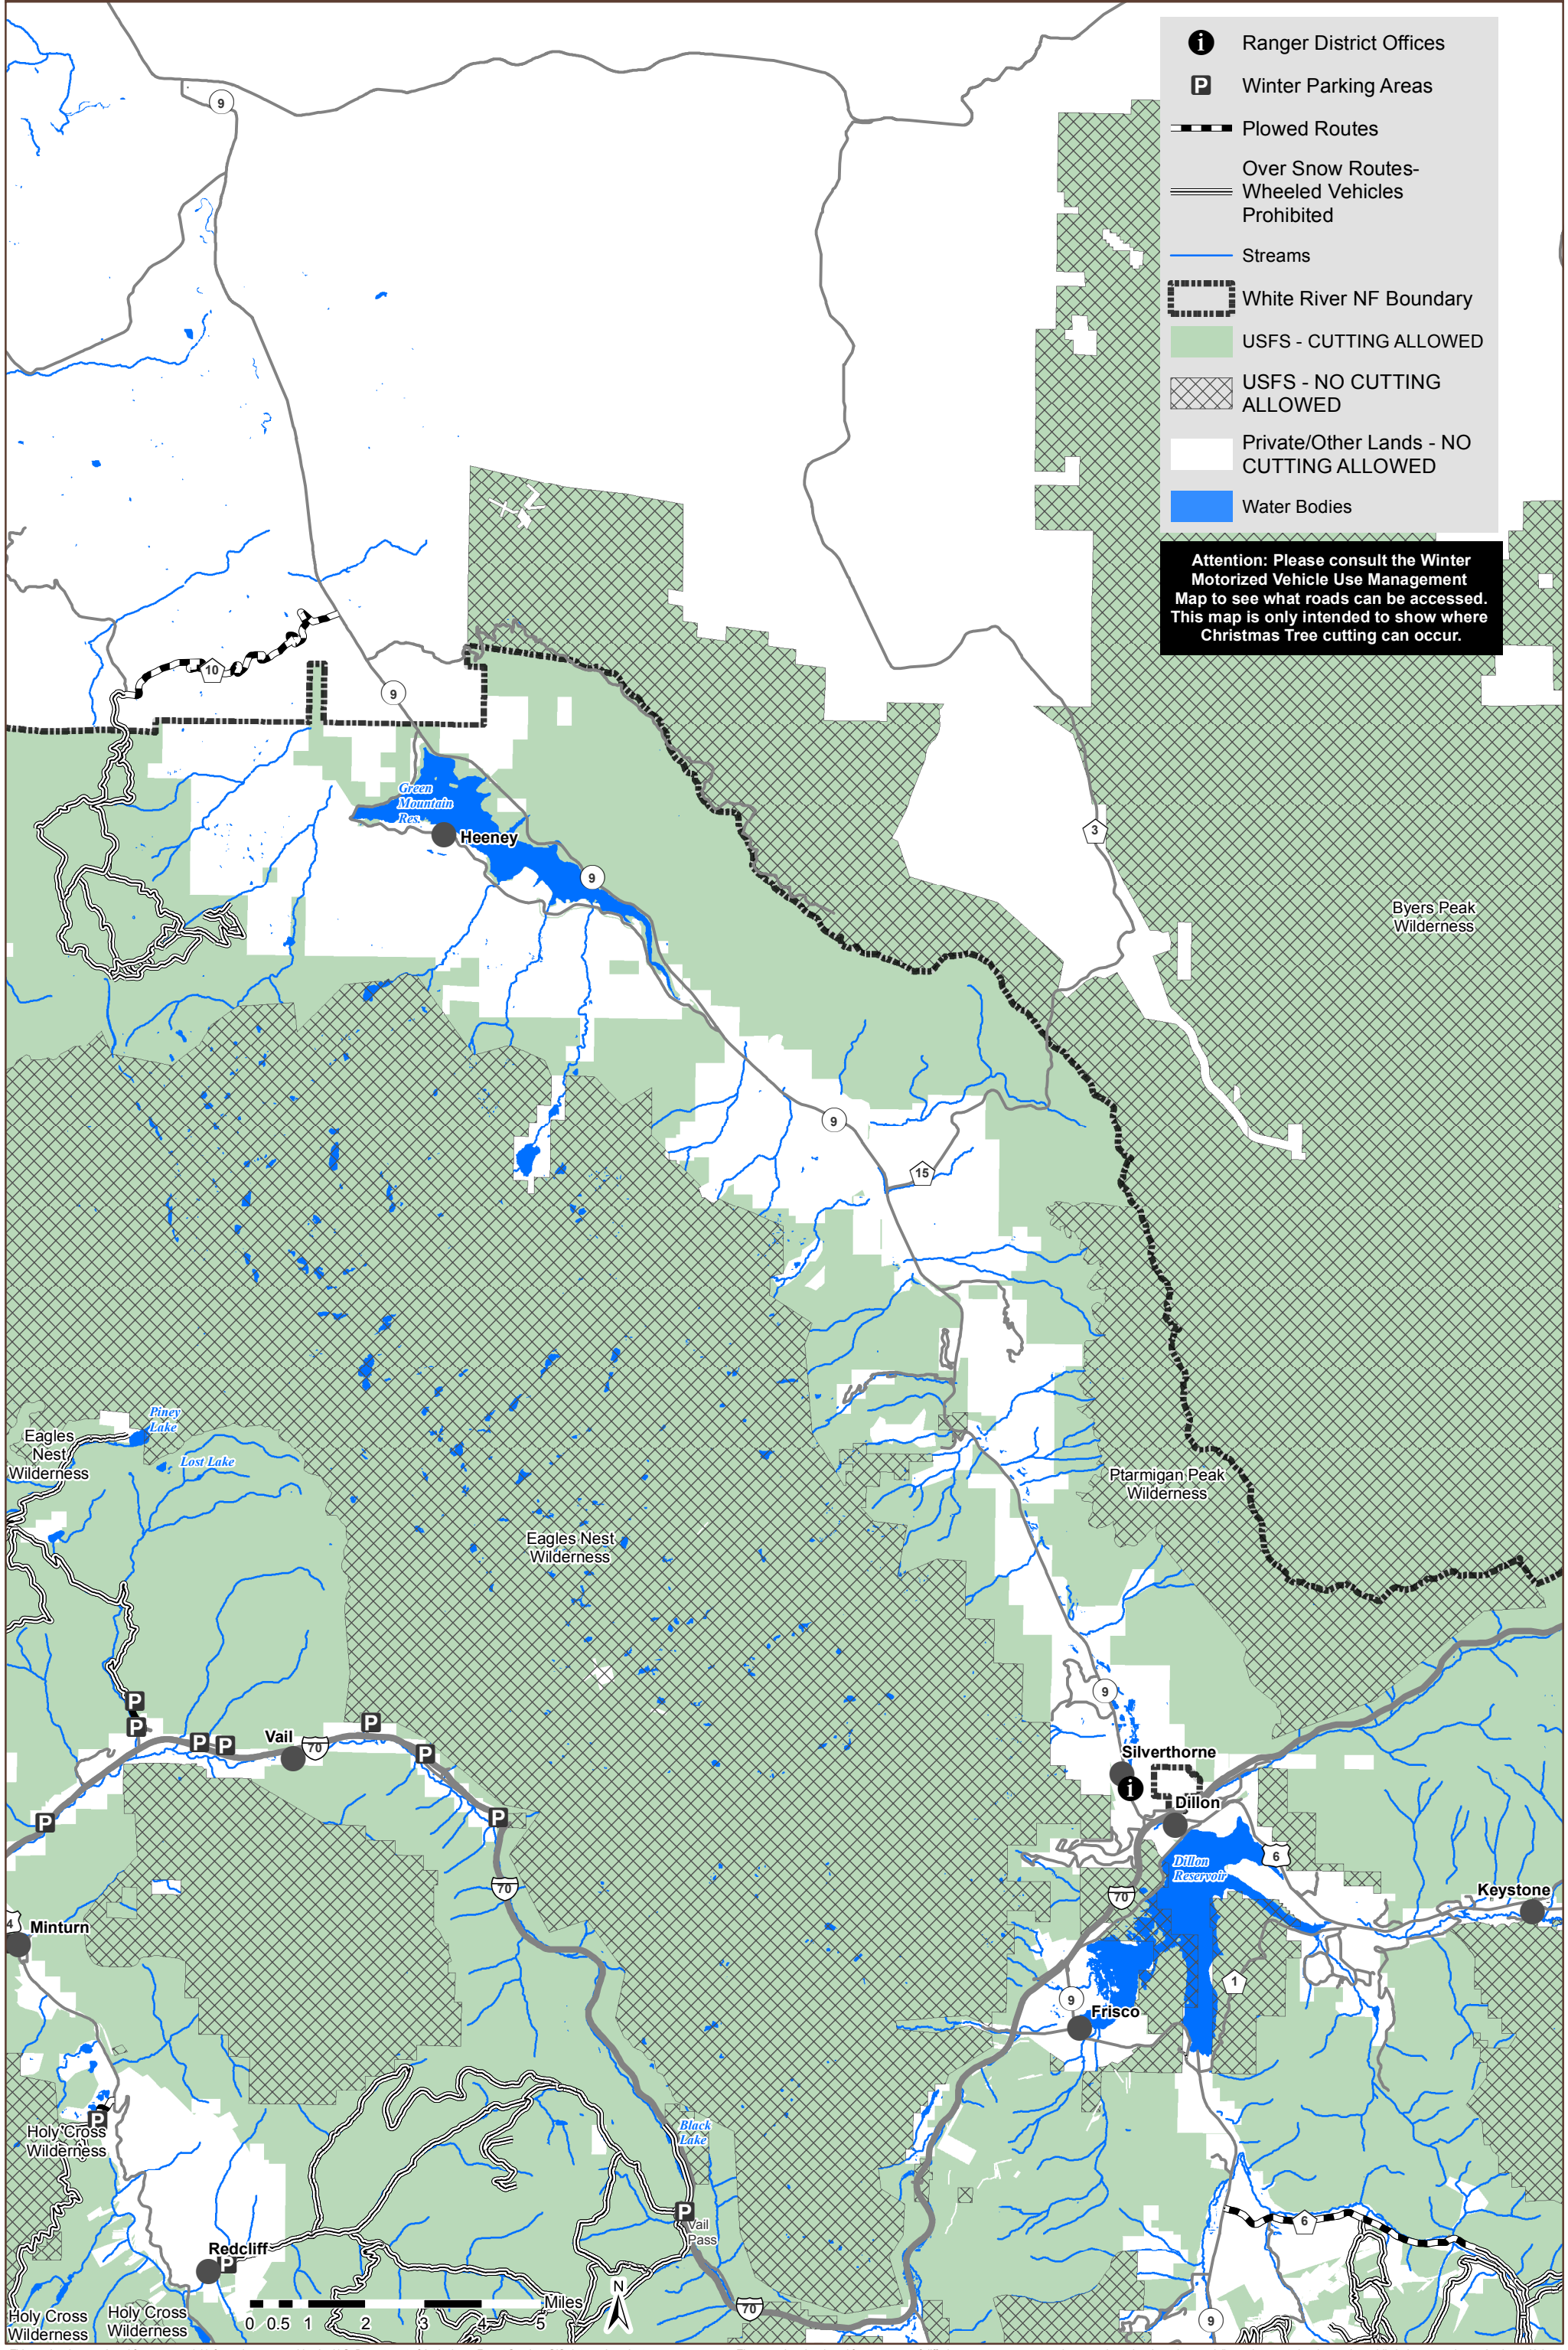 Ranger District Offices
Winter Parking Areas
Plowed Routes
Over Snow Routes-
Wheeled Vehicles
Prohibited
Streams
White River NF Boundary
USFS - CUTTING ALLOWED
USFS - NO CUTTING
ALLOWED
Private/Other Lands - NO
CUTTING ALLOWED
Water Bodies
Attention: Please consult the Winter
Motorized Vehicle Use Management
Map to see what roads can be accessed.
This map is only intended to show where
Christmas Tree cutting can occur.
i
P
9
10
9
Green
Mountain
Res.
Heeney
9
3
Byers Peak
Wilderness
9
15
Piney
Lake
Eagles
Nest
Wilderness
Lost Lake
Ptarmigan Peak
Wilderness
Eagles Nest
Wilderness
9
P
P
P
P
Vail
70
P
P
P
P
Silverthorne
i
Dillon
Dillon
Reservoir
6
70
70
Keystone
4
Minturn
1
9
Frisco
P
Holy Cross
Wilderness
Black
Lake
P
Vail
Pass
6
Redcliff
P
N
Miles
0 0.5 1 2 3 4 5
70
9
Holy Cross
Wilderness
Holy Cross
Wilderness